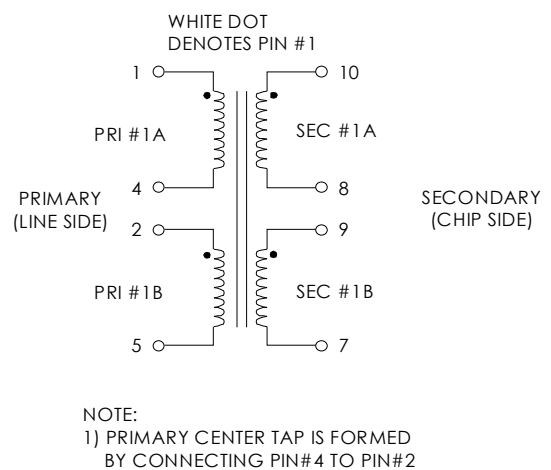 WHITE DOT
DENOTES PIN #1
1
10
PRI #1A
SEC #1A
4
8
PRIMARY
(LINE SIDE)
SECONDARY
(CHIP SIDE)
2
9
PRI #1B
SEC #1B
5
7
NOTE:
1) PRIMARY CENTER TAP IS FORMED
BY CONNECTING PIN#4 TO PIN#2